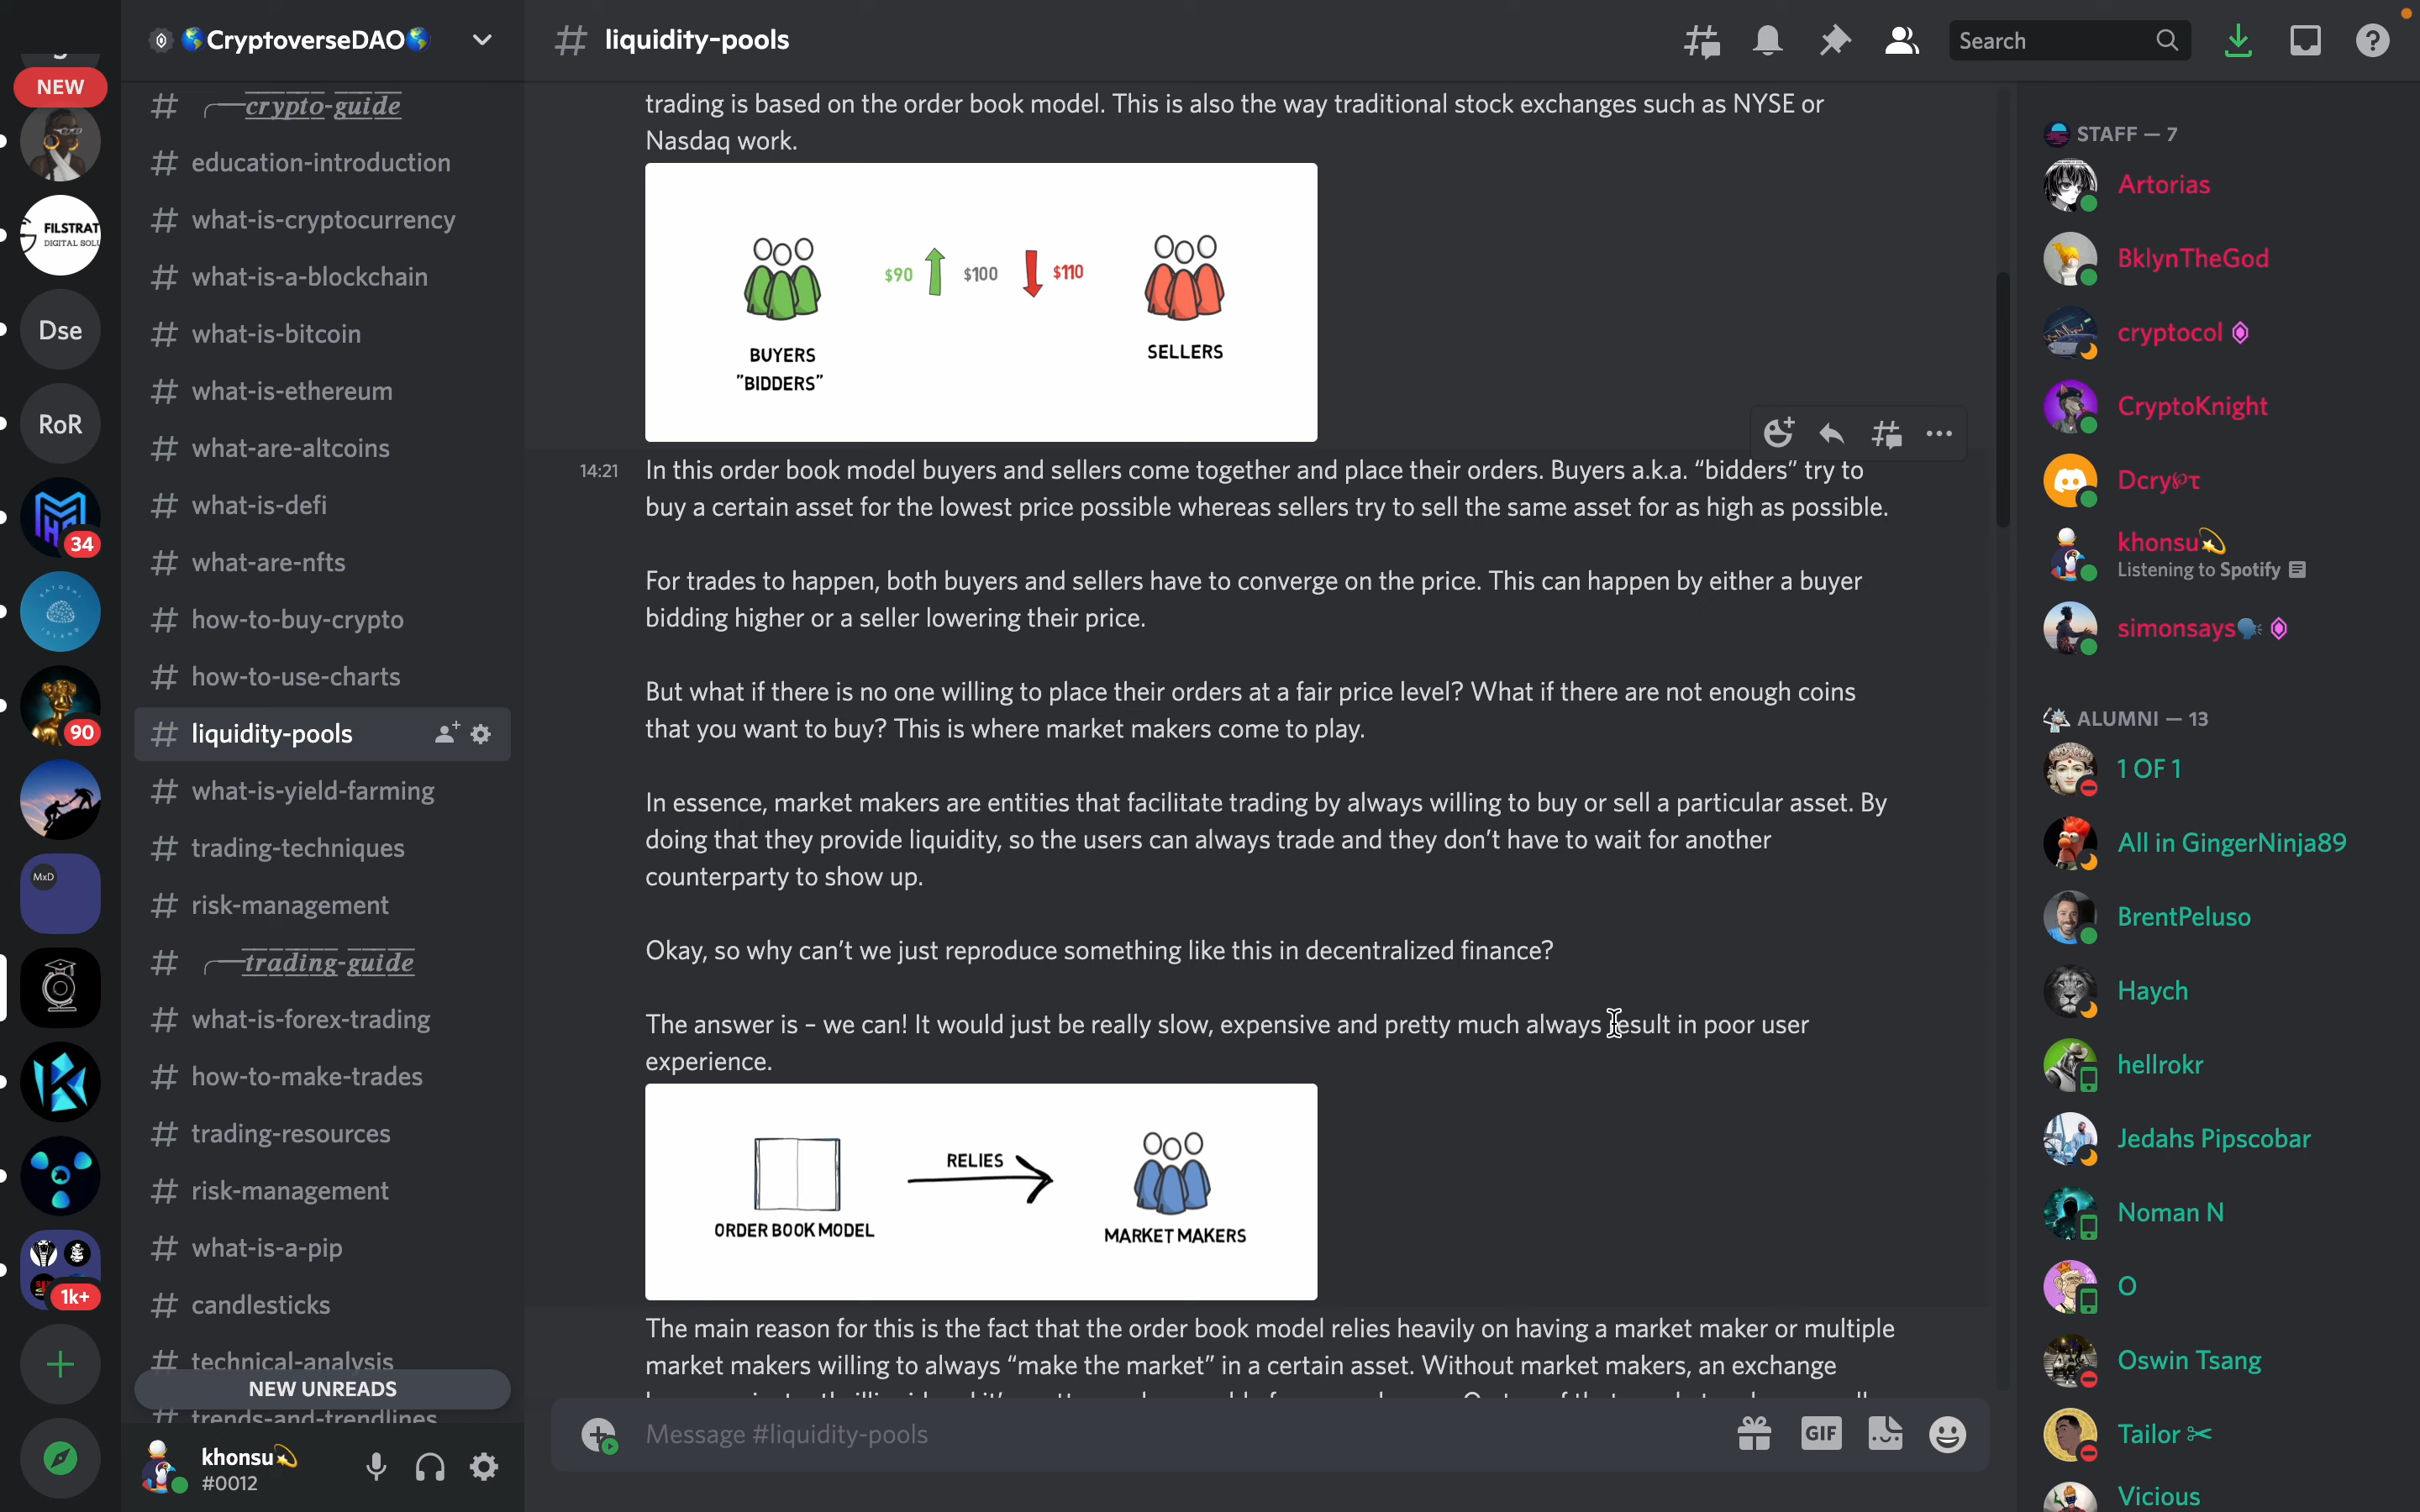 NEW
FILSTRAT
DIGITAL SOLU
Dse
RoR
34
90
MxD
1k+
CryptoverseDAO
crypto-guide
education-introduction
what-is-cryptocurrency
what-is-a-blockchain
what-is-bitcoin
what-is-ethereum
what-are-altcoins
what-is-defi
what-are-nfts
how-to-buy-crypto
how-to-use-charts
liquidity-pools
what-is-yield-farming
trading-techniques
risk-management
trading-guide
what-is-forex-trading
how-to-make-trades
trading-resources
risk-management
what-is-a-pip
candlesticks
technical-analysis
NEW UNREADS
trends-and-trendlines
khonsu💫
#0012
# liquidity-pools
Search
trading is based on the order book model. This is also the way traditional stock exchanges such as NYSE or
Nasdaq work.
$90 $100 $110
BUYERS
"BIDDERS"
SELLERS
14:21
In this order book model buyers and sellers come together and place their orders. Buyers a.k.a. “bidders” try to
buy a certain asset for the lowest price possible whereas sellers try to sell the same asset for as high as possible.
For trades to happen, both buyers and sellers have to converge on the price. This can happen by either a buyer
bidding higher or a seller lowering their price.
But what if there is no one willing to place their orders at a fair price level? What if there are not enough coins
that you want to buy? This is where market makers come to play.
In essence, market makers are entities that facilitate trading by always willing to buy or sell a particular asset. By
doing that they provide liquidity, so the users can always trade and they don’t have to wait for another
counterparty to show up.
Okay, so why can’t we just reproduce something like this in decentralized finance?
The answer is – we can! It would just be really slow, expensive and pretty much always result in poor user
experience.
RELIES
ORDER BOOK MODEL
MARKET MAKERS
The main reason for this is the fact that the order book model relies heavily on having a market maker or multiple
market makers willing to always “make the market” in a certain asset. Without market makers, an exchange
Message #liquidity-pools
GIF
STAFF — 7
Artorias
BklynTheGod
cryptocol
CryptoKnight
Dcry℘τ
khonsu💫
Listening to Spotify
simonsays🗣
ALUMNI — 13
1 OF 1
All in GingerNinja89
BrentPeluso
Haych
hellrokr
Jedahs Pipscobar
Noman N
O
Oswin Tsang
Tailor ✂
Vicious